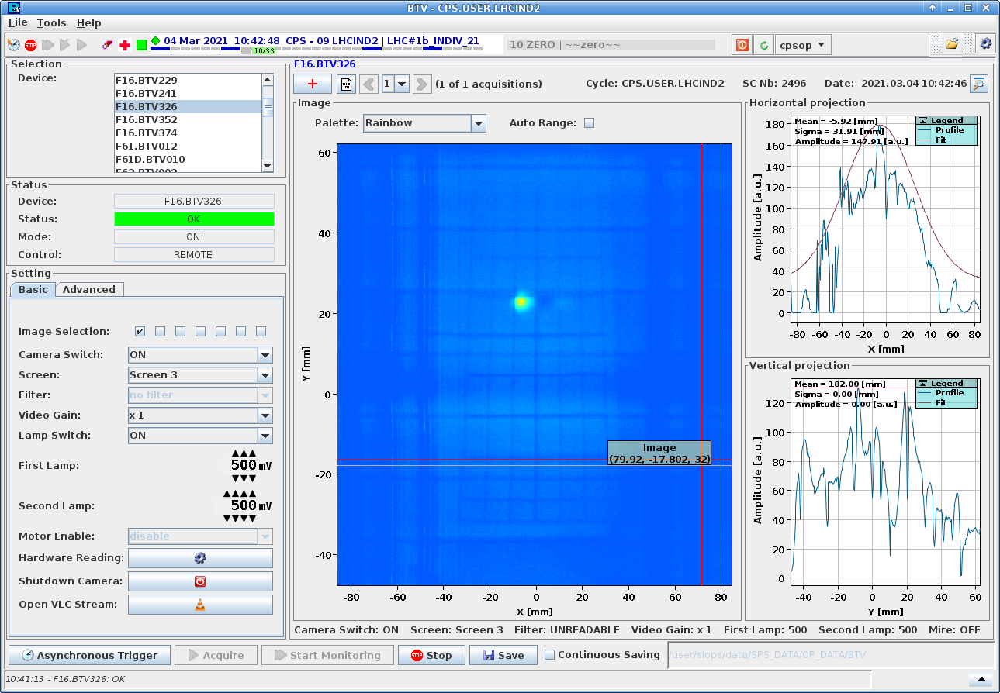 BTV - CPS.USER.LHCIND2
File Tools Help
04 Mar 2021 10:42:48 CPS - 09 LHCIND2 | LHC#1b_INDIV_21
10/33
10 ZERO | ~~zero~~
cpsop
Selection
Device:
F16.BTV229
F16.BTV241
F16.BTV326
F16.BTV352
F16.BTV374
F61.BTV012
F61D.BTV010
Status
Device: F16.BTV326
Status: OK
Mode: ON
Control: REMOTE
Setting
Basic Advanced
Image Selection:
Camera Switch: ON
Screen: Screen 3
Filter: no filter
Video Gain: x 1
Lamp Switch: ON
First Lamp: 500 mV
Second Lamp: 500 mV
Motor Enable: disable
Hardware Reading:
Shutdown Camera:
Open VLC Stream:
F16.BTV326
1 (1 of 1 acquisitions) Cycle: CPS.USER.LHCIND2 SC Nb: 2496 Date: 2021.03.04 10:42:46
Image
Palette: Rainbow Auto Range:
60
40
20
0
-20
-40
Y [mm]
Image
(79.92, -17.802, 32)
-80 -60 -40 -20 0 20 40 60 80
X [mm]
Horizontal projection
Mean = -5.92 [mm]
Sigma = 31.91 [mm]
Amplitude = 147.91 [a.u.]
Legend
Profile
Fit
180
160
140
120
100
80
60
40
20
0
Amplitude [a.u.]
-80 -60 -40 -20 0 20 40 60 80
X [mm]
Vertical projection
Mean = 182.00 [mm]
Sigma = 0.00 [mm]
Amplitude = 0.00 [a.u.]
Legend
Profile
Fit
120
100
80
60
40
20
0
Amplitude [a.u.]
-40 -20 0 20 40 60
Y [mm]
Camera Switch: ON Screen: Screen 3 Filter: UNREADABLE Video Gain: x 1 First Lamp: 500 Second Lamp: 500 Mire: OFF
Asynchronous Trigger Acquire Start Monitoring STOP Stop Save Continuous Saving /user/slops/data/SPS_DATA/OP_DATA/BTV
10:41:13 - F16.BTV326: OK